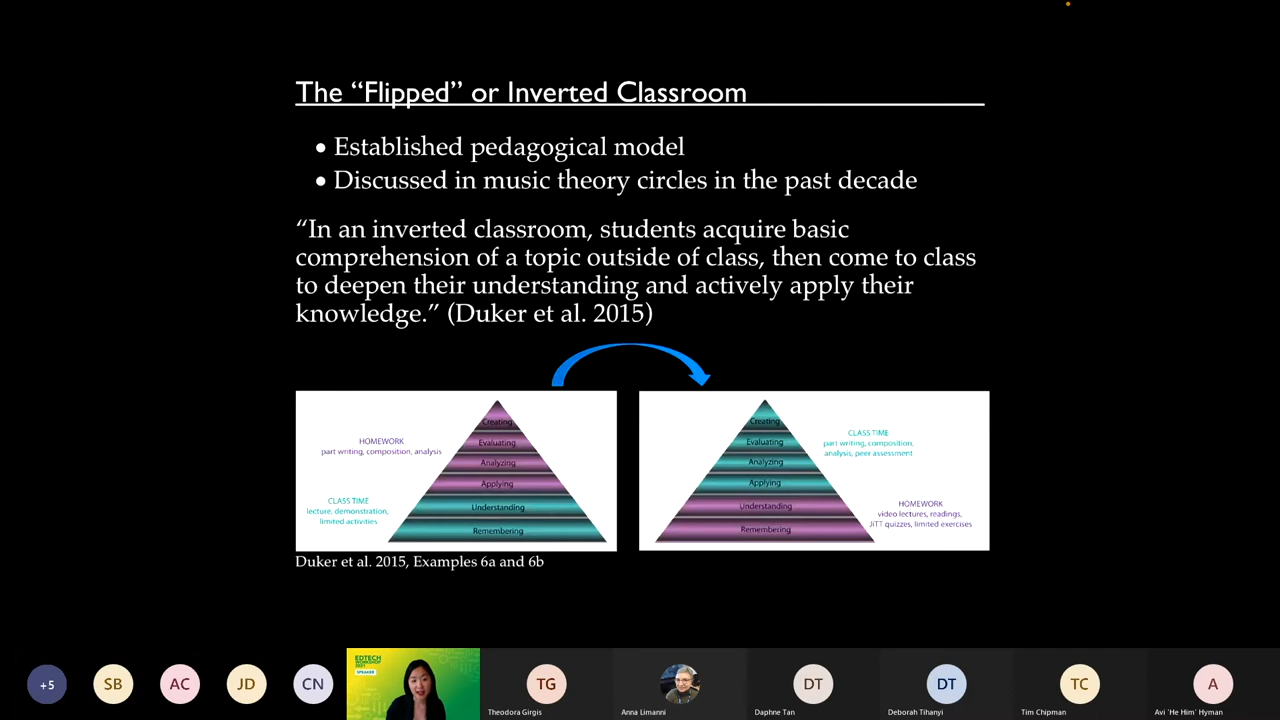 The “Flipped” or Inverted Classroom
• Established pedagogical model
• Discussed in music theory circles in the past decade
“In an inverted classroom, students acquire basic
comprehension of a topic outside of class, then come to class
to deepen their understanding and actively apply their
knowledge.” (Duker et al. 2015)
HOMEWORK
part writing, composition, analysis
CLASS TIME
lecture, demonstration,
limited activities
Creating
Evaluating
Analyzing
Applying
Understanding
Remembering
Creating
Evaluating
Analyzing
Applying
Understanding
Remembering
CLASS TIME
part writing, composition,
analysis, peer assessment
HOMEWORK
video lectures, readings,
JiTT quizzes, limited exercises
Duker et al. 2015, Examples 6a and 6b
+5
SB
AC
JD
CN
EDTECH
WORKSHOP
2021
SPEAKER
TG
Theodora Girgis
Anna Limanni
DT
Daphne Tan
DT
Deborah Tihanyi
TC
Tim Chipman
A
Avi 'He Him' Hyman